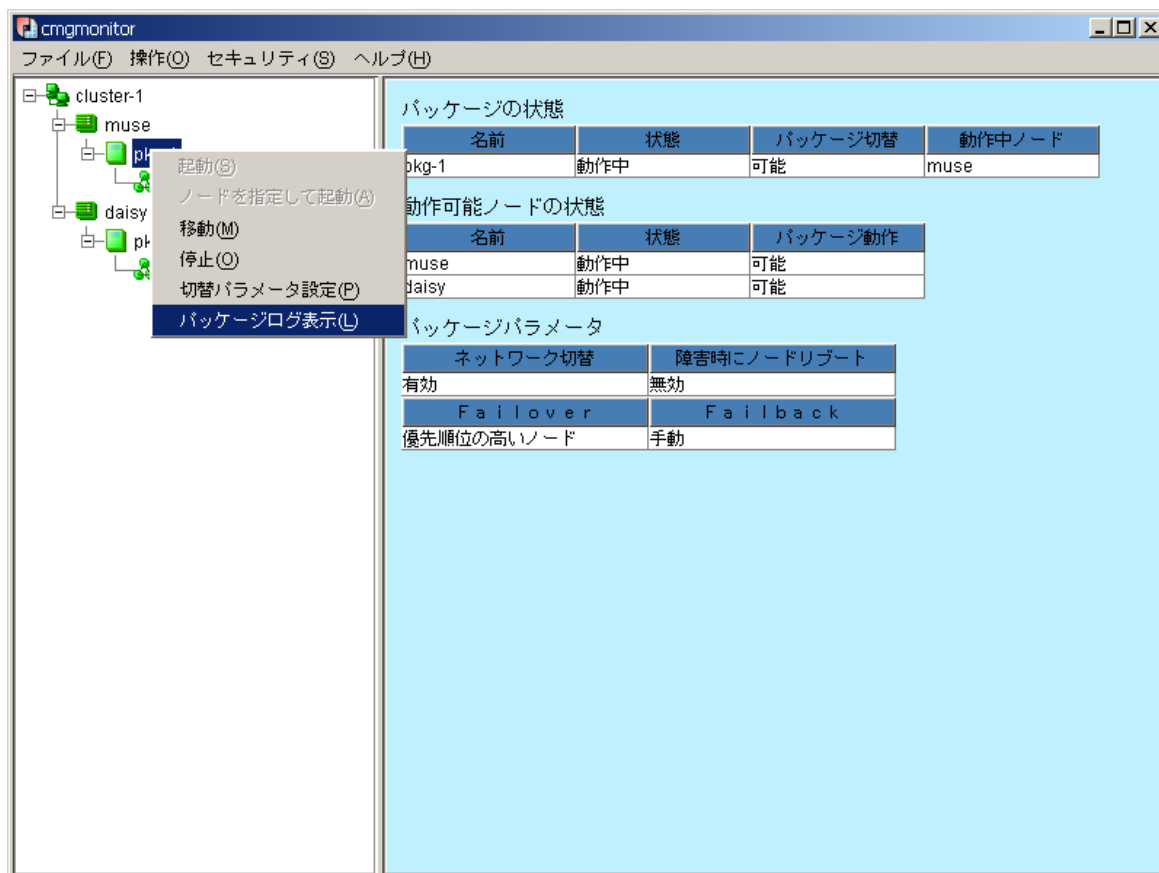 cmgmonitor
ファイル(F) 操作(O) セキュリティ(S) ヘルプ(H)
cluster-1
muse
起動(S)
ノードを指定して起動(A)
移動(M)
停止(O)
切替パラメータ設定(P)
パッケージログ表示(L)
daisy
パッケージの状態
名前 状態 パッケージ切替 動作中ノード
pkg-1 動作中 可能 muse
動作可能ノードの状態
名前 状態 パッケージ動作
muse 動作中 可能
daisy 動作中 可能
パッケージパラメータ
ネットワーク切替 障害時にノードリブート
有効 無効
Ｆａｉｌｏｖｅｒ Ｆａｉｌｂａｃｋ
優先順位の高いノード 手動